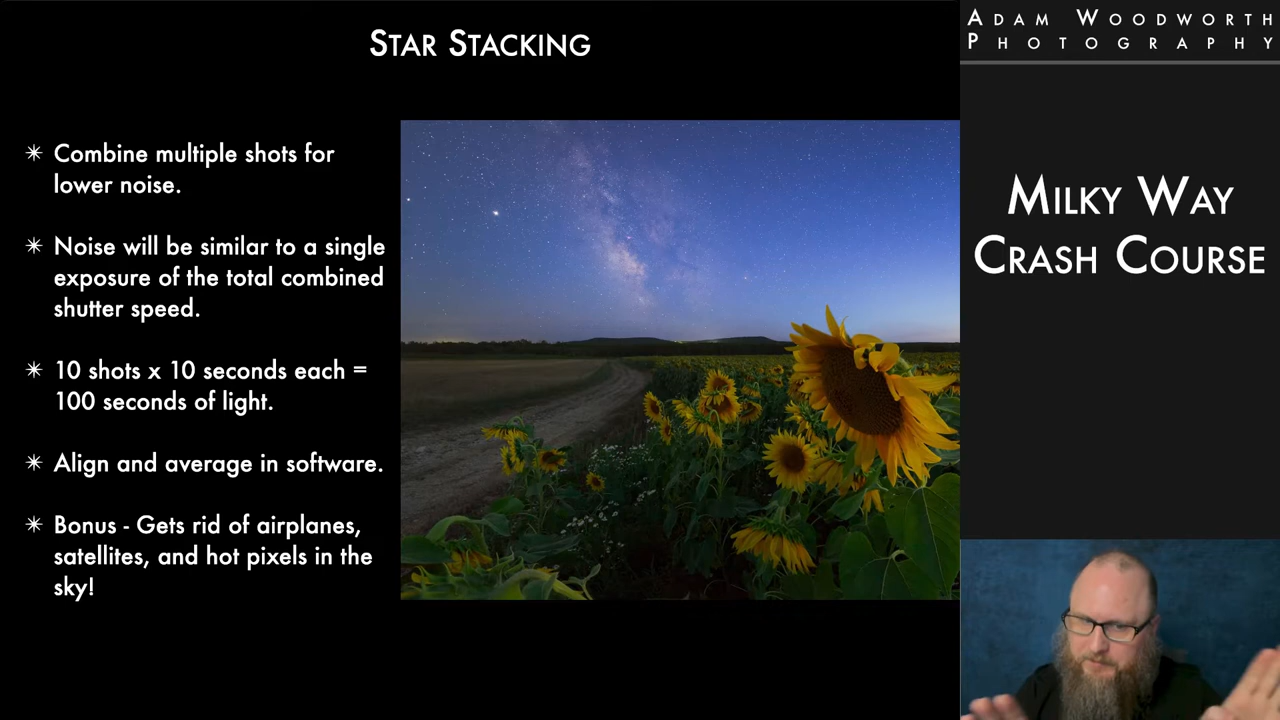 STAR STACKING
✴ Combine multiple shots for
lower noise.
✴ Noise will be similar to a single
exposure of the total combined
shutter speed.
✴ 10 shots x 10 seconds each =
100 seconds of light.
✴ Align and average in software.
✴ Bonus - Gets rid of airplanes,
satellites, and hot pixels in the
sky!
ADAM WOODWORTH
PHOTOGRAPHY
MILKY WAY
CRASH COURSE